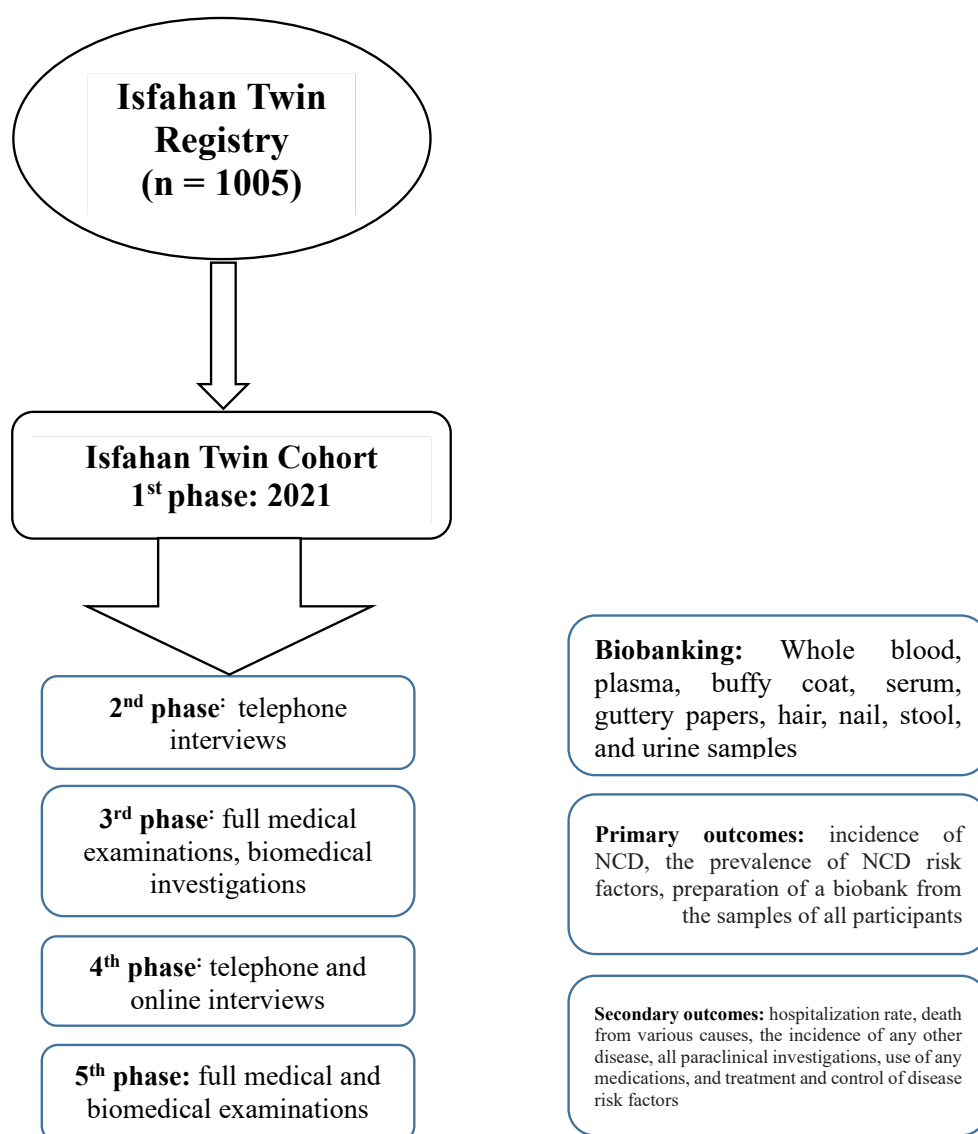 Isfahan Twin
Registry
(n = 1005)
Isfahan Twin Cohort
1st phase: 2021
2nd phase: telephone
interviews
3rd phase: full medical
examinations, biomedical
investigations
4th phase: telephone and
online interviews
5th phase: full medical and
biomedical examinations
Biobanking: Whole blood,
plasma, buffy coat, serum,
guttery papers, hair, nail, stool,
and urine samples
Primary outcomes: incidence of
NCD, the prevalence of NCD risk
factors, preparation of a biobank from
the samples of all participants
Secondary outcomes: hospitalization rate, death
from various causes, the incidence of any other
disease, all paraclinical investigations, use of any
medications, and treatment and control of disease
risk factors